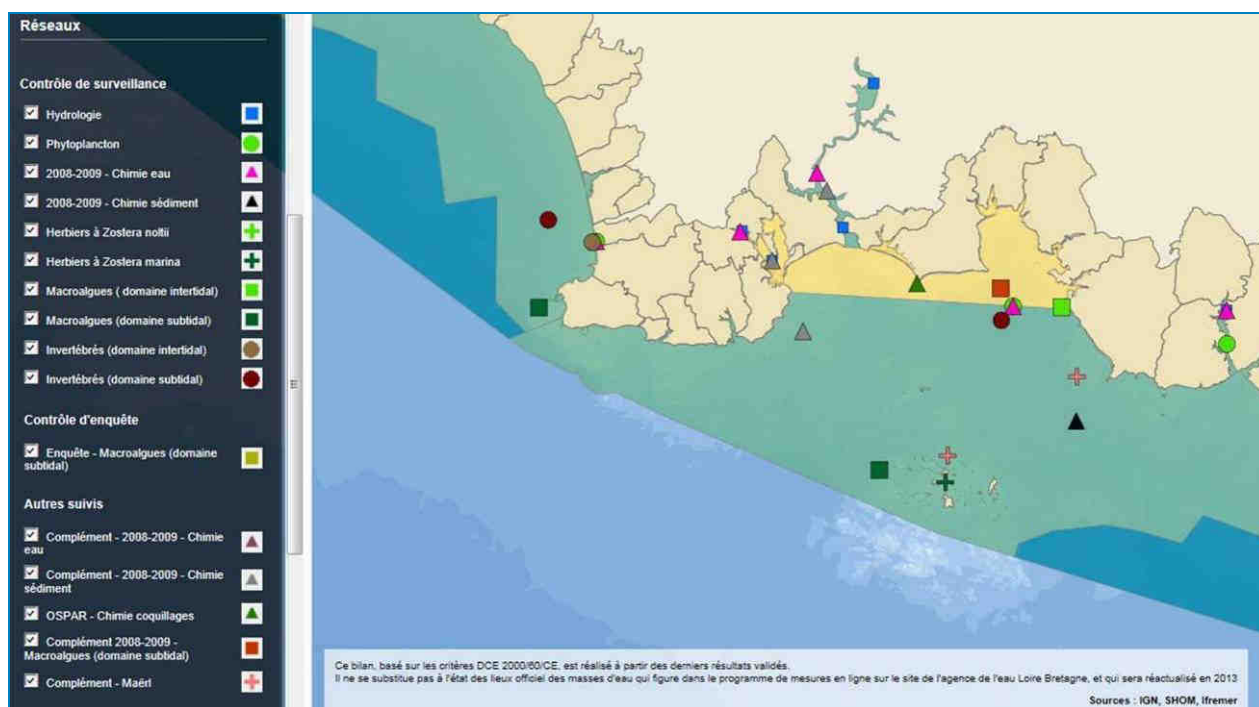 Réseaux
Contrôle de surveillance
Hydrologie
Phytoplancton
2008-2009 - Chimie eau
2008-2009 - Chimie sédiment
Herbiers à Zostera noltii
Herbiers à Zostera marina
Macroalgues ( domaine intertidal)
Macroalgues (domaine subtidal)
Invertébrés (domaine intertidal)
Invertébrés (domaine subtidal)
Contrôle d'enquête
Enquête - Macroalgues (domaine
subtidal)
Autres suivis
Complément - 2008-2009 - Chimie
eau
Complément - 2008-2009 - Chimie
sédiment
OSPAR - Chimie coquillages
Complément 2008-2009 -
Macroalgues (domaine subtidal)
Complément - Maërl
Ce bilan, basé sur les critères DCE 2000/60/CE, est réalisé à partir des derniers résultats validés.
Il ne se substitue pas à l'état des lieux officiel des masses d'eau qui figure dans le programme de mesures en ligne sur le site de l'agence de l'eau Loire Bretagne, et qui sera réactualisé en 2013
Sources : IGN, SHOM, Ifremer